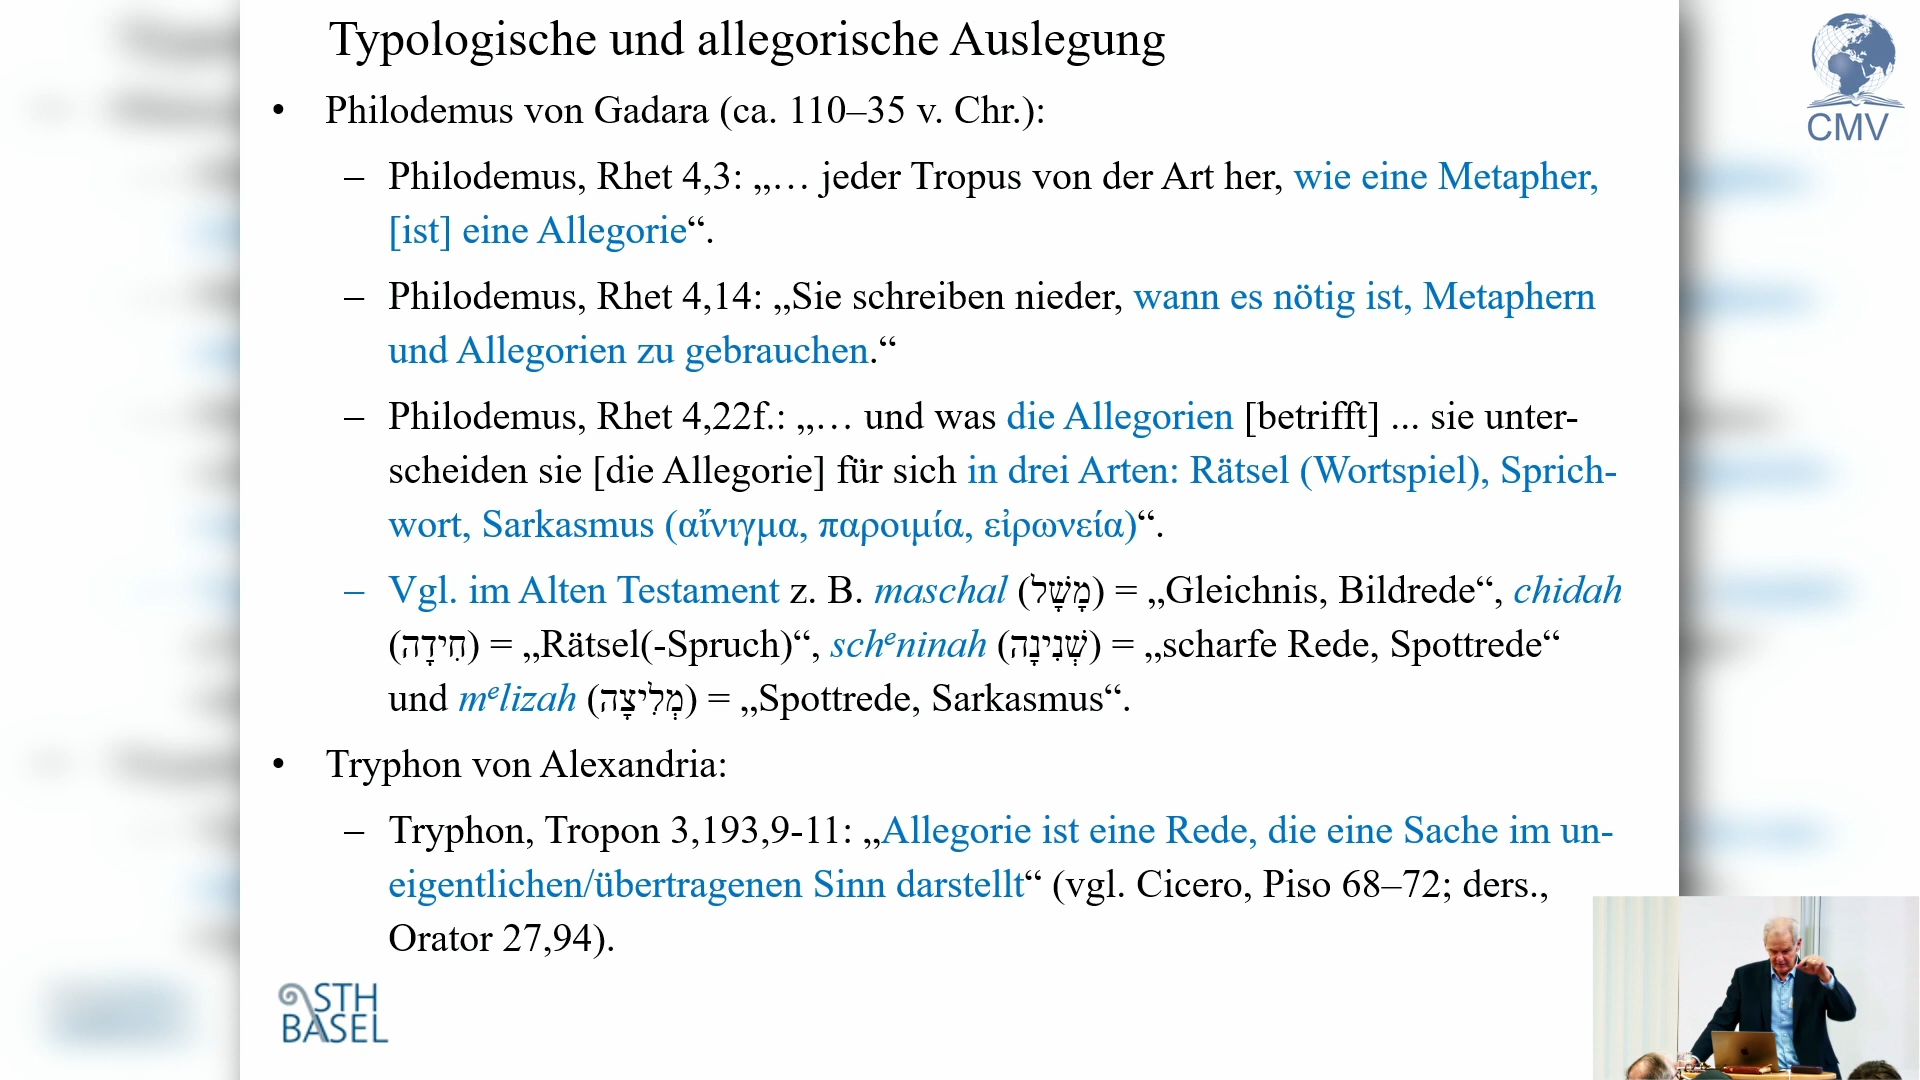 Typologische und allegorische Auslegung
• Philodemus von Gadara (ca. 110–35 v. Chr.):
– Philodemus, Rhet 4,3: „… jeder Tropus von der Art her, wie eine Metapher,
[ist] eine Allegorie“.
– Philodemus, Rhet 4,14: „Sie schreiben nieder, wann es nötig ist, Metaphern
und Allegorien zu gebrauchen.“
– Philodemus, Rhet 4,22f.: „… und was die Allegorien [betrifft] ... sie unter-
scheiden sie [die Allegorie] für sich in drei Arten: Rätsel (Wortspiel), Sprich-
wort, Sarkasmus (αἴνιγμα, παροιμία, εἰρωνεία)“.
– Vgl. im Alten Testament z. B. maschal (מָשָׁל) = „Gleichnis, Bildrede“, chidah
(חִידָה) = „Rätsel(-Spruch)“, schᵉninah (שְׁנִינָה) = „scharfe Rede, Spottrede“
und mᵉlizah (מְלִיצָה) = „Spottrede, Sarkasmus“.
• Tryphon von Alexandria:
– Tryphon, Tropon 3,193,9-11: „Allegorie ist eine Rede, die eine Sache im un-
eigentlichen/übertragenen Sinn darstellt“ (vgl. Cicero, Piso 68–72; ders.,
Orator 27,94).
STH
BASEL
CMV